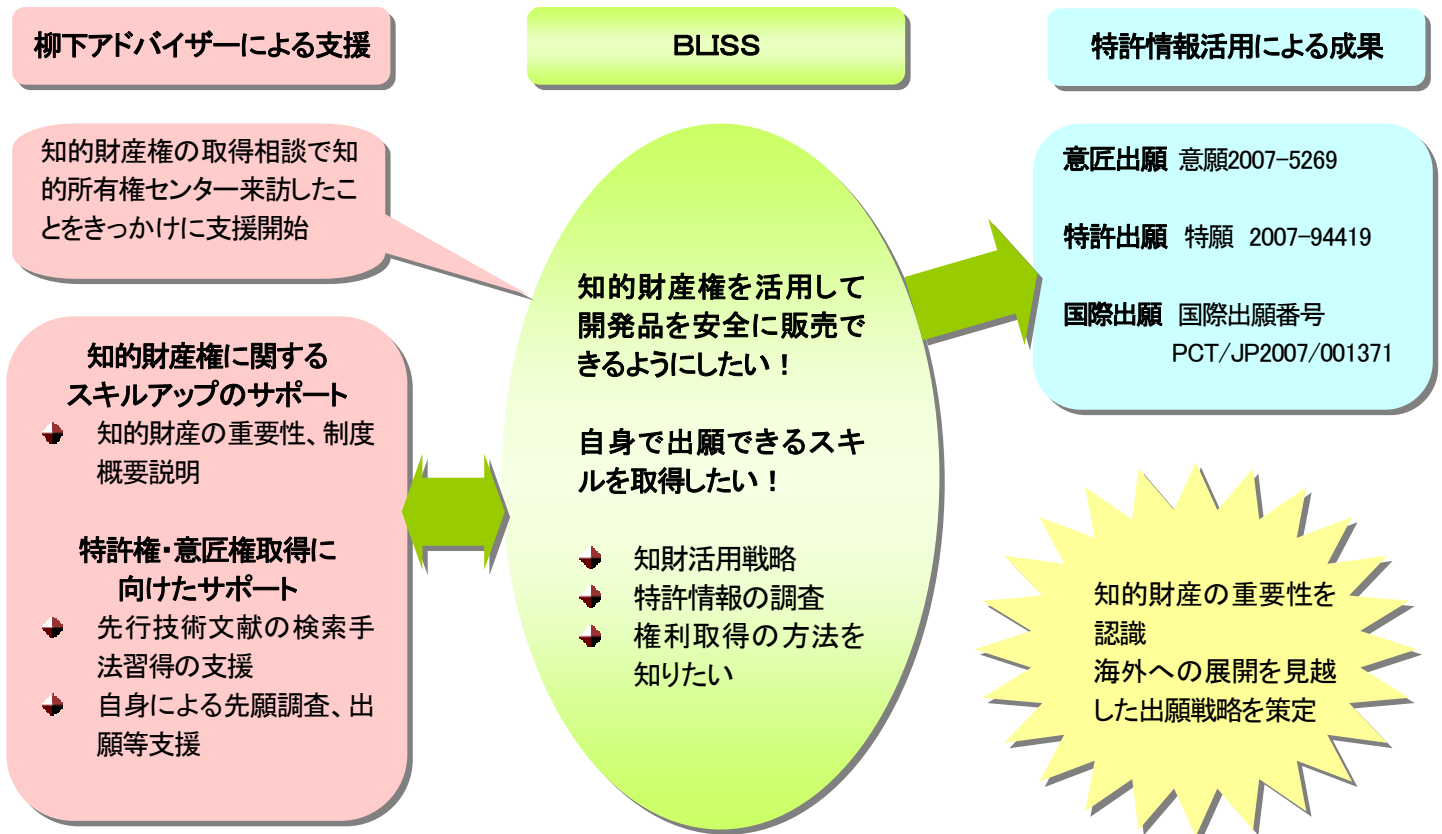 柳下アドバイザーによる支援
BLISS
特許情報活用による成果
知的財産権の取得相談で知
的所有権センター来訪したこ
とをきっかけに支援開始
知的財産権に関する
スキルアップのサポート
知的財産の重要性、制度
概要説明
特許権・意匠権取得に
向けたサポート
先行技術文献の検索手
法習得の支援
自身による先願調査、出
願等支援
知的財産権を活用して
開発品を安全に販売で
きるようにしたい！
自身で出願できるスキ
ルを取得したい！
知財活用戦略
特許情報の調査
権利取得の方法を
知りたい
意匠出願 意願2007-5269
特許出願 特願 2007-94419
国際出願 国際出願番号
PCT/JP2007/001371
知的財産の重要性を
認識
海外への展開を見越
した出願戦略を策定